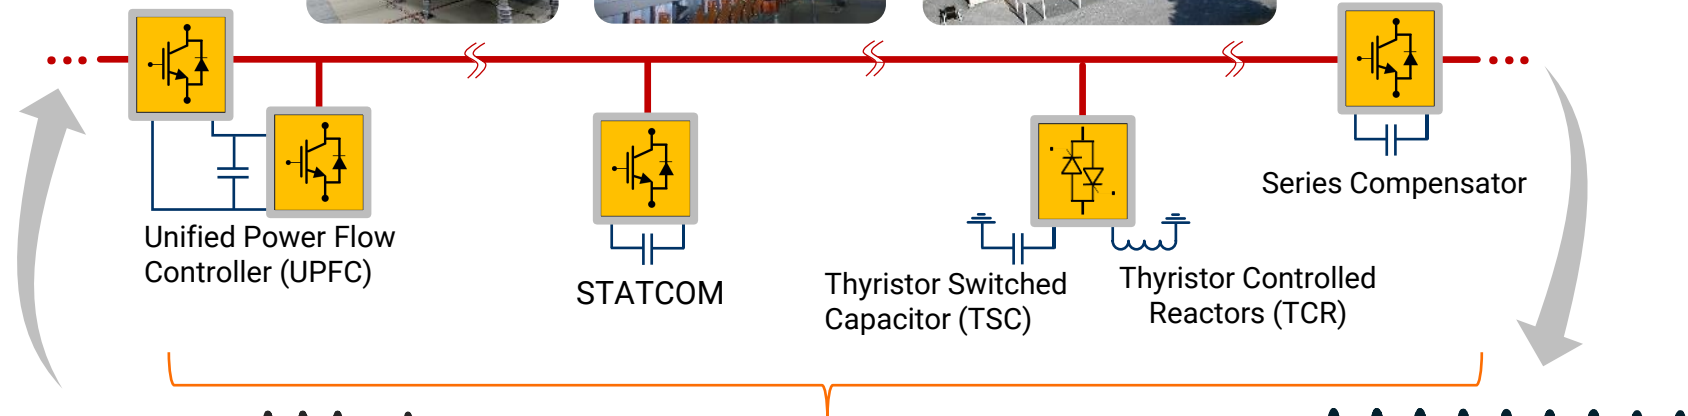 Unified Power Flow
Controller (UPFC)
STATCOM
Thyristor Switched
Capacitor (TSC)
Thyristor Controlled
Reactors (TCR)
Series Compensator